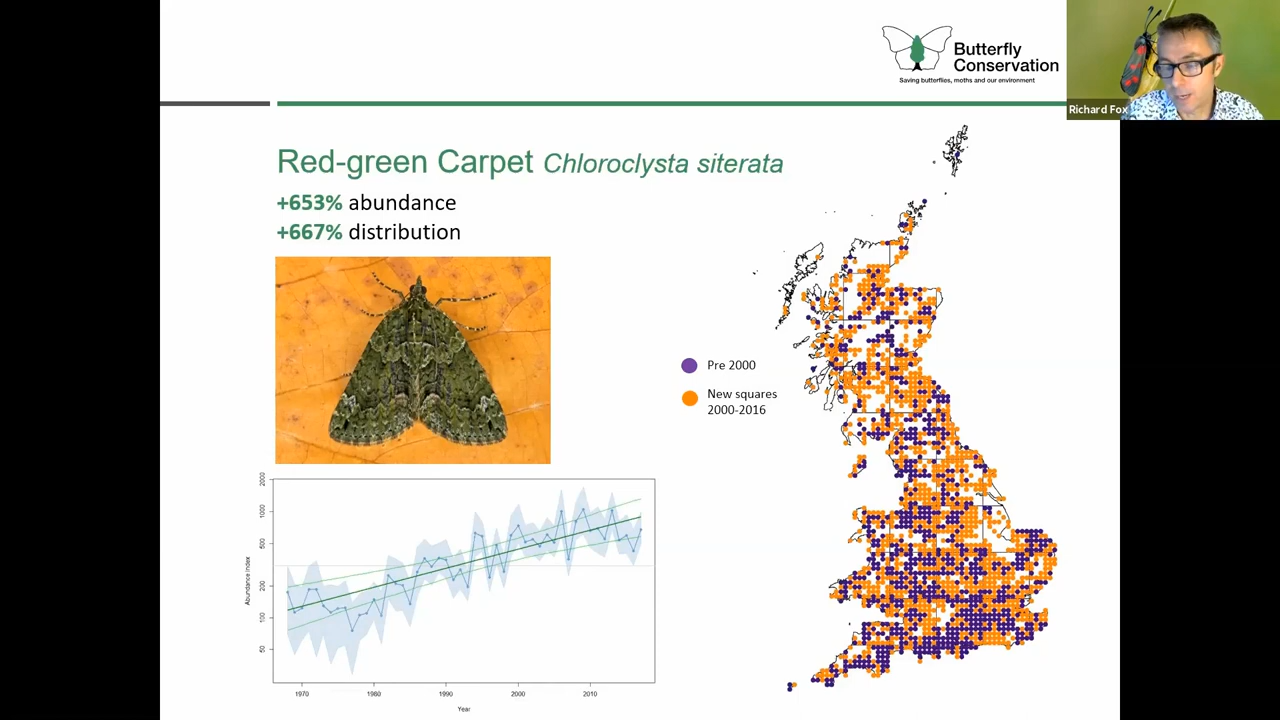 Butterfly
Conservation
Saving butterflies, moths and our environment
Richard Fox
Red-green Carpet Chloroclysta siterata
+653% abundance
+667% distribution
Pre 2000
New squares
2000-2016
2000
1000
500
200
100
50
Abundance Index
1970
1980
1990
2000
2010
Year